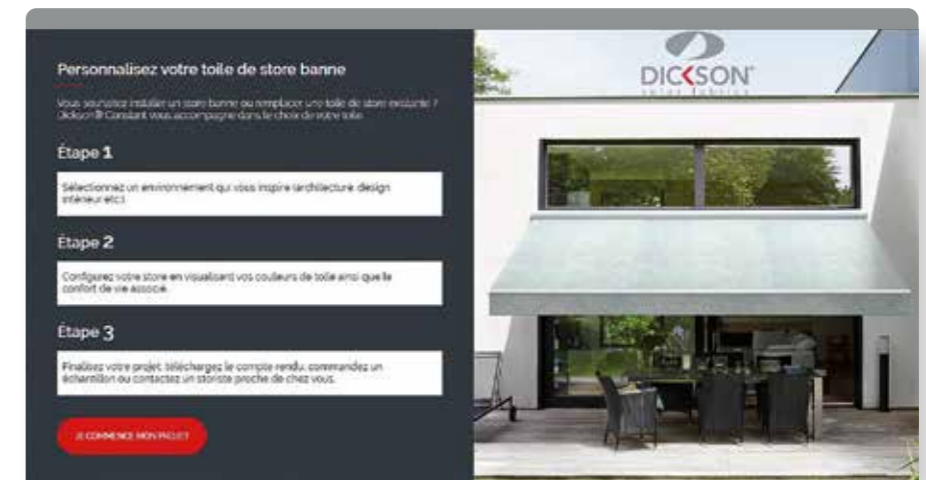 Personnalisez votre toile de store banne
Vous souhaitez installer un store banne ou remplacer une toile de store existante ?
Dickson® Constant vous accompagne dans le choix de votre toile.
Étape 1
Sélectionnez un environnement qui vous inspire (architecture, design
intérieur etc.).
Étape 2
Configurez votre store en visualisant vos couleurs de toile ainsi que le
confort de vie associé.
Étape 3
Finalisez votre projet, téléchargez le compte rendu, commandez un
échantillon ou contactez un storiste proche de chez vous.
JE COMMENCE MON PROJET
DICKSON®
solar fabrics